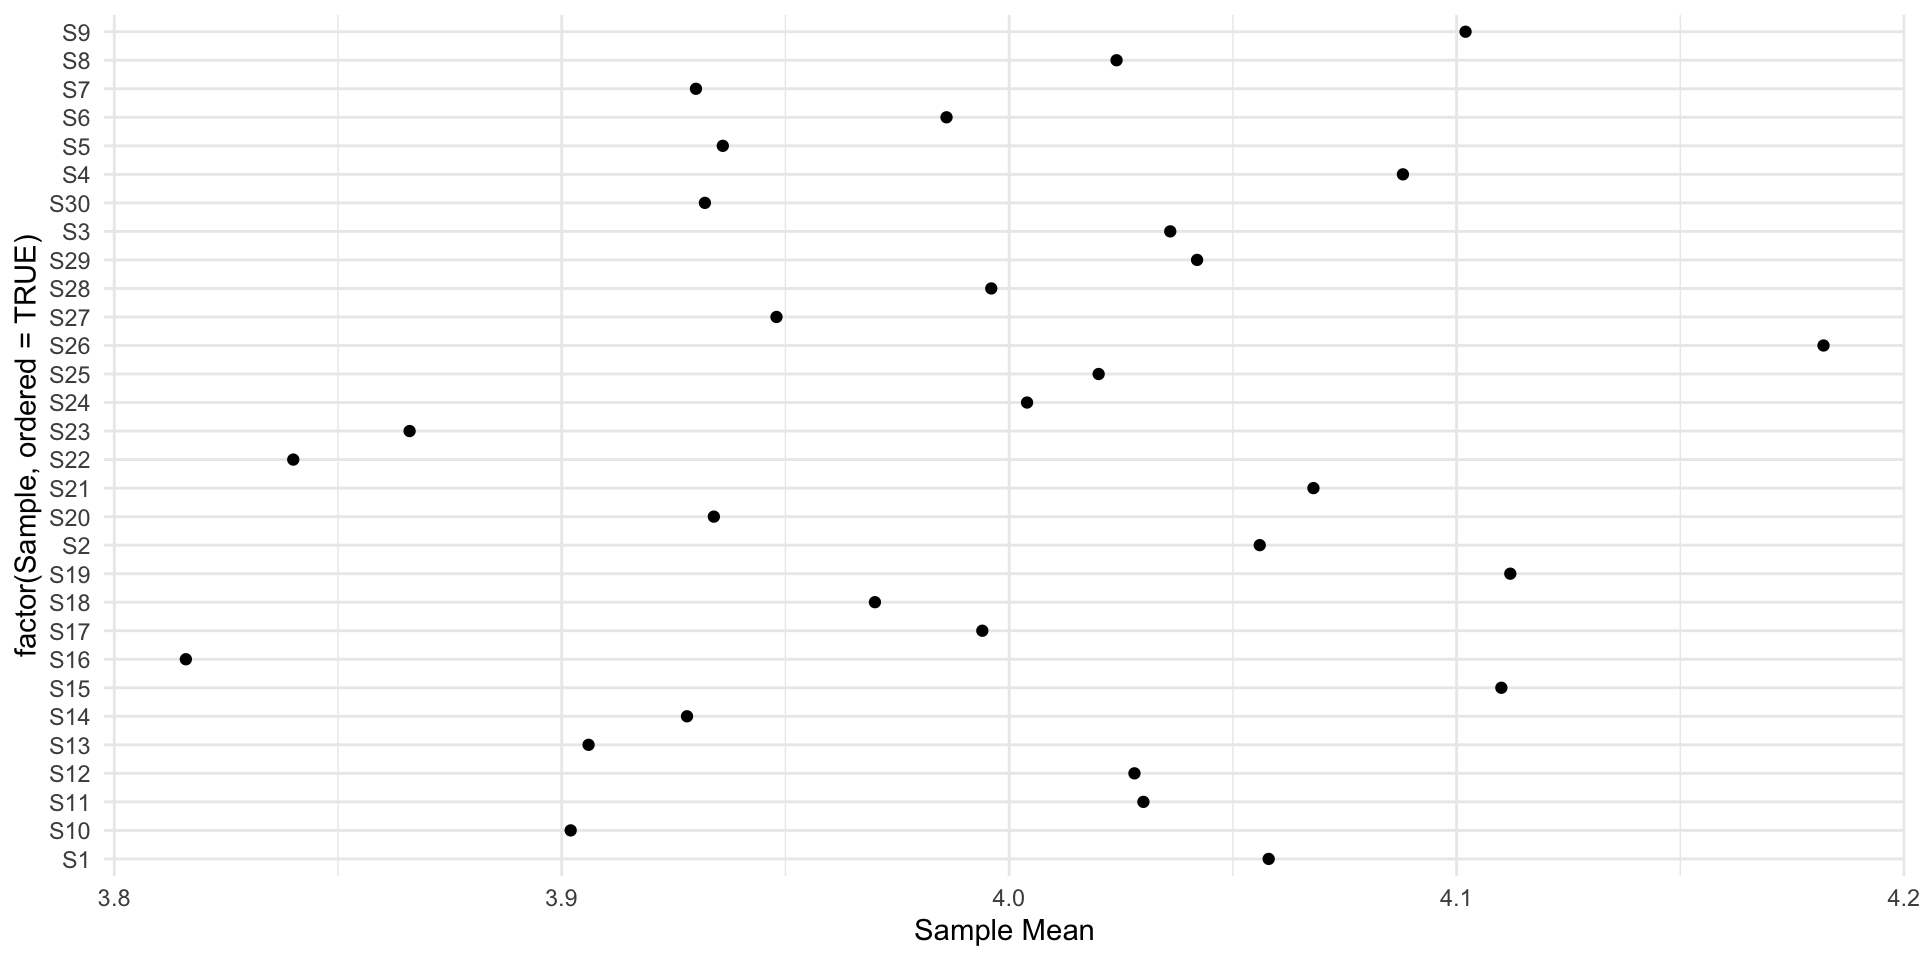 factor(Sample, ordered = TRUE)
S9
S8
S7
S6
S5
S4
S30
S3
S29
S28
S27
S26
S25
S24
S23
S22
S21
S20
S2
S19
S18
S17
S16
S15
S14
S13
S12
S11
S10
S1
3.8 3.9 4.0 4.1 4.2
Sample Mean